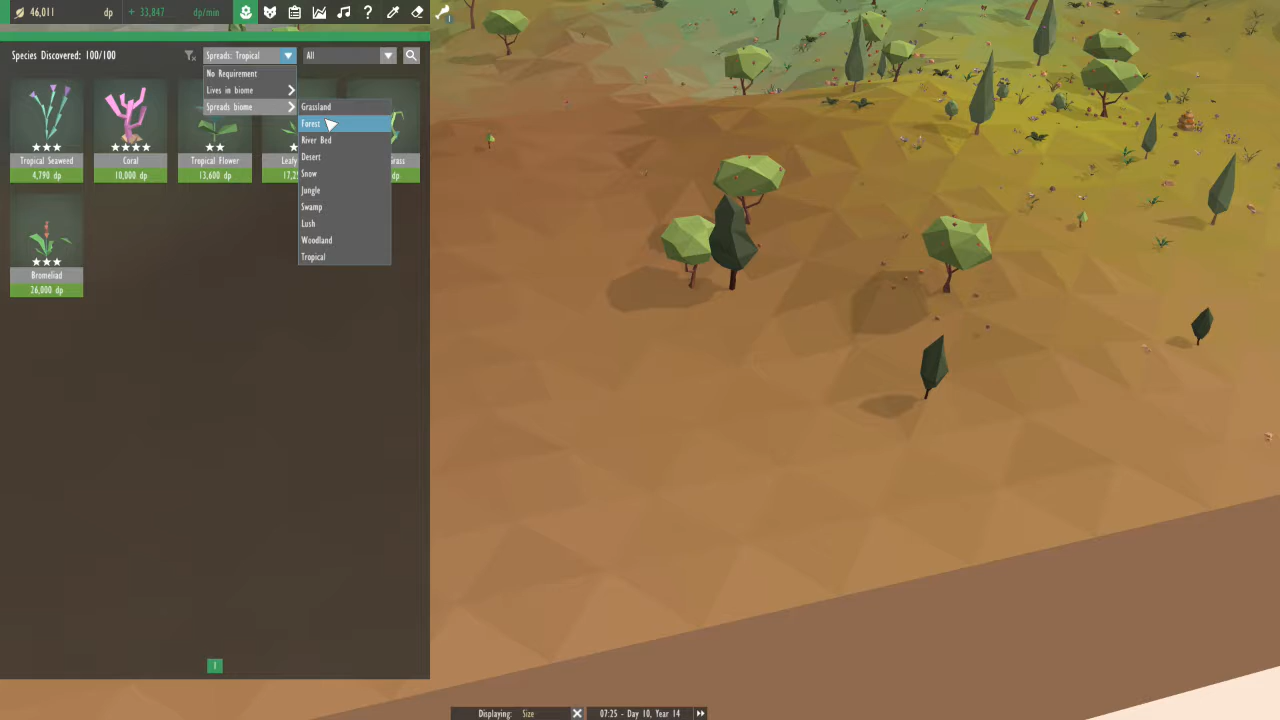 46,011 dp + 33,847 dp/min
Species Discovered: 100/100
Spreads: Tropical
All
No Requirement
Lives in biome
Spreads biome
Grassland
Forest
River Bed
Desert
Snow
Jungle
Swamp
Lush
Woodland
Tropical
Tropical Seaweed
4,790 dp
Coral
10,000 dp
Tropical Flower
13,600 dp
Bromeliad
26,000 dp
1
Displaying: Size
07:25 - Day 10, Year 14